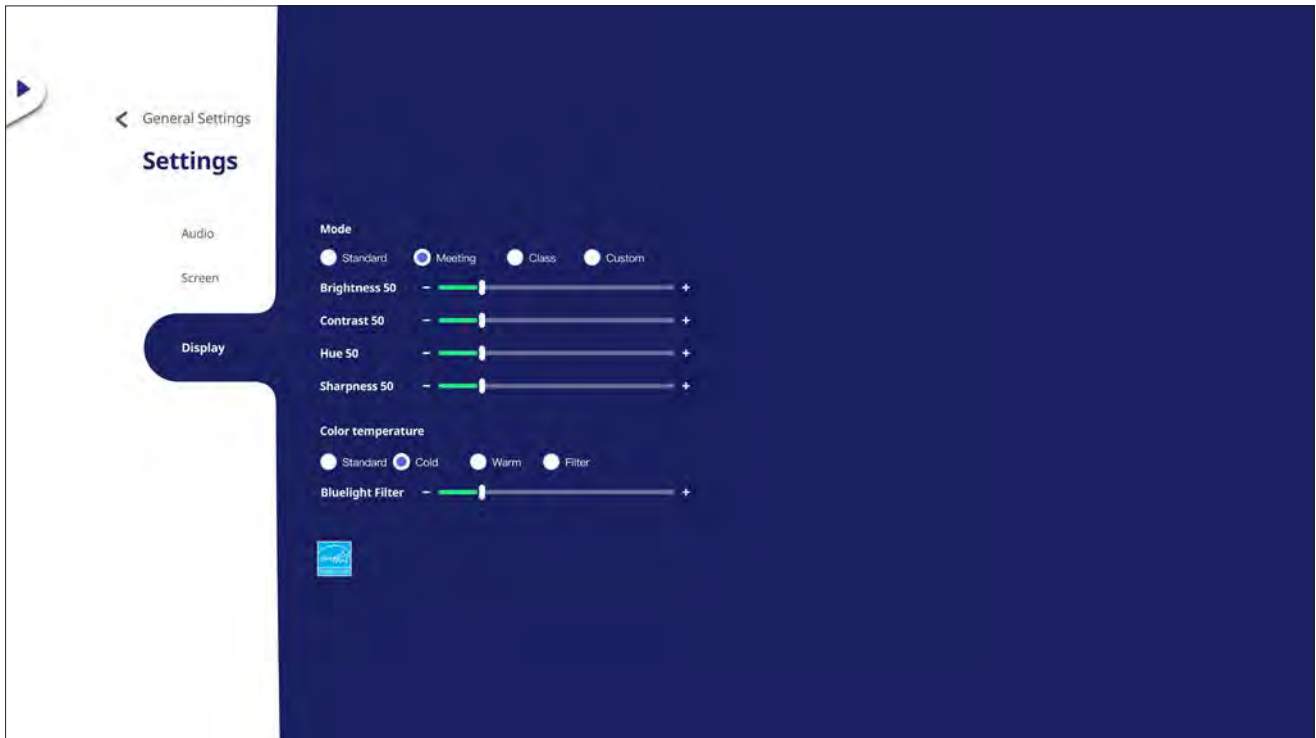 General Settings
Settings
Audio
Screen
Display
Mode
Standard Meeting Class Custom
Brightness 50 - +
Contrast 50 - +
Hue 50 - +
Sharpness 50 - +
Color temperature
Standard Cold Warm Filter
Bluelight Filter - +